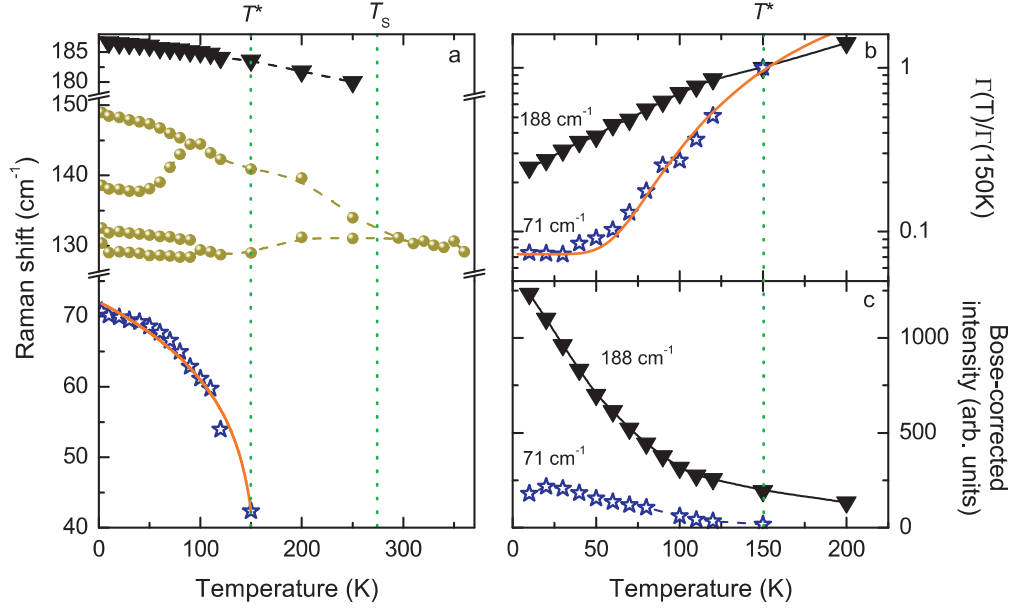 T* T_S
a
185
180
150
140
130
70
60
50
40
0 100 200 300
Raman shift (cm⁻¹)
Temperature (K)
T*
b
188 cm⁻¹
71 cm⁻¹
1
0.1
Γ(T)/Γ(150K)
c
188 cm⁻¹
71 cm⁻¹
1000
500
0
Bose-corrected
intensity (arb. units)
0 50 100 150 200
Temperature (K)